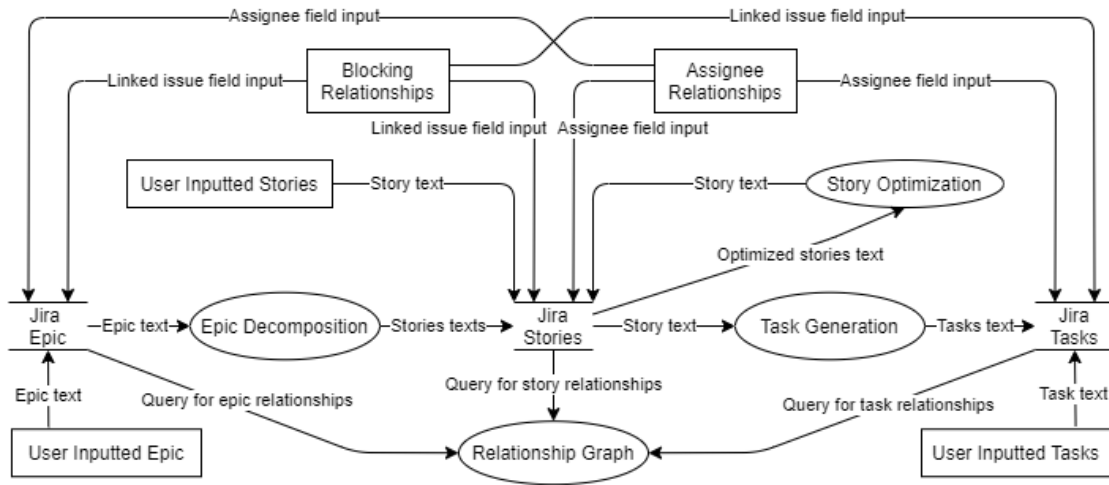 Assignee field input
Linked issue field input
Blocking
Relationships
Assignee
Relationships
Linked issue field input
Assignee field input
Linked issue field input
Assignee field input
User Inputted Stories
Story text
Story text
Story Optimization
Optimized stories text
Jira
Epic
Epic text
Epic Decomposition
Stories texts
Jira
Stories
Story text
Task Generation
Tasks text
Jira
Tasks
Epic text
Query for epic relationships
Query for story relationships
Query for task relationships
Task text
User Inputted Epic
Relationship Graph
User Inputted Tasks